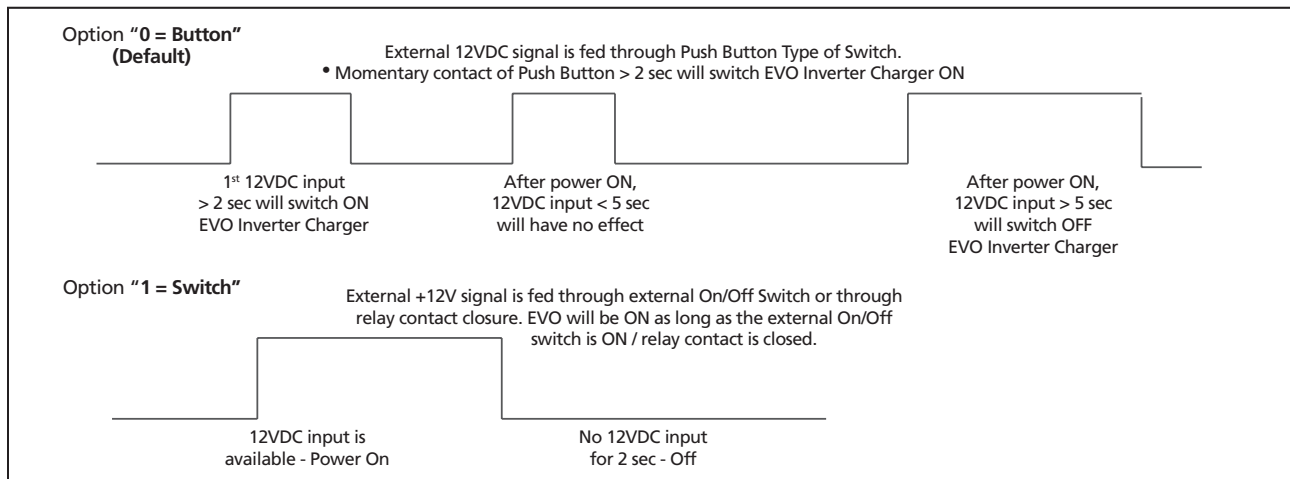 Option “0 = Button”
(Default)
External 12VDC signal is fed through Push Button Type of Switch.
• Momentary contact of Push Button > 2 sec will switch EVO Inverter Charger ON
1st 12VDC input
> 2 sec will switch ON
EVO Inverter Charger
After power ON,
12VDC input < 5 sec
will have no effect
After power ON,
12VDC input > 5 sec
will switch OFF
EVO Inverter Charger
Option “1 = Switch”
External +12V signal is fed through external On/Off Switch or through
relay contact closure. EVO will be ON as long as the external On/Off
switch is ON / relay contact is closed.
12VDC input is
available - Power On
No 12VDC input
for 2 sec - Off